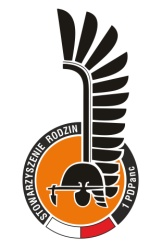 STOWARZYSZENIE RODZIN
1 PDPanc